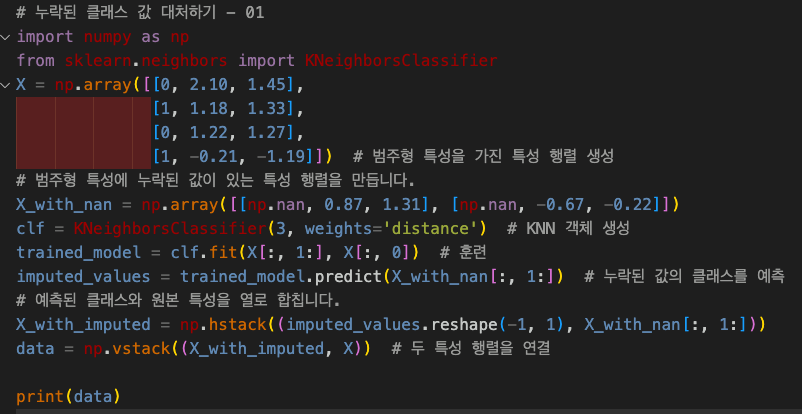 # 누락된 클래스 값 대처하기 - 01
import numpy as np
from sklearn.neighbors import KNeighborsClassifier
X = np.array([[0, 2.10, 1.45],
[1, 1.18, 1.33],
[0, 1.22, 1.27],
[1, -0.21, -1.19]])  # 범주형 특성을 가진 특성 행렬 생성
# 범주형 특성에 누락된 값이 있는 특성 행렬을 만듭니다.
X_with_nan = np.array([[np.nan, 0.87, 1.31], [np.nan, -0.67, -0.22]])
clf = KNeighborsClassifier(3, weights='distance')  # KNN 객체 생성
trained_model = clf.fit(X[:, 1:], X[:, 0])  # 훈련
imputed_values = trained_model.predict(X_with_nan[:, 1:])  # 누락된 값의 클래스를 예측
# 예측된 클래스와 원본 특성을 열로 합칩니다.
X_with_imputed = np.hstack((imputed_values.reshape(-1, 1), X_with_nan[:, 1:]))
data = np.vstack((X_with_imputed, X))  # 두 특성 행렬을 연결
print(data)